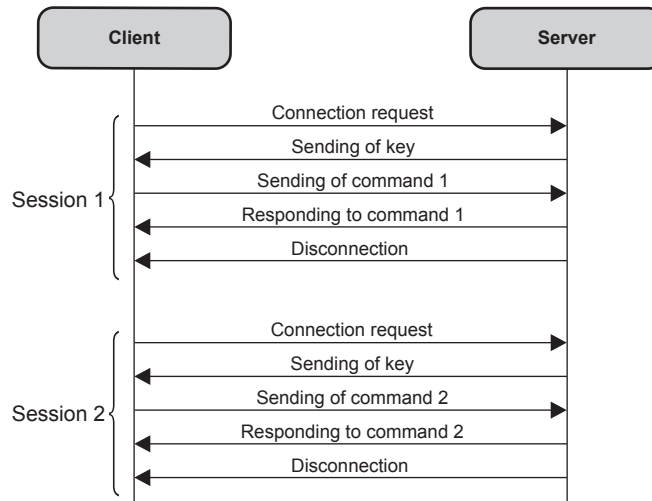 Client
Server
Session 1
Connection request
Sending of key
Sending of command 1
Responding to command 1
Disconnection
Session 2
Connection request
Sending of key
Sending of command 2
Responding to command 2
Disconnection